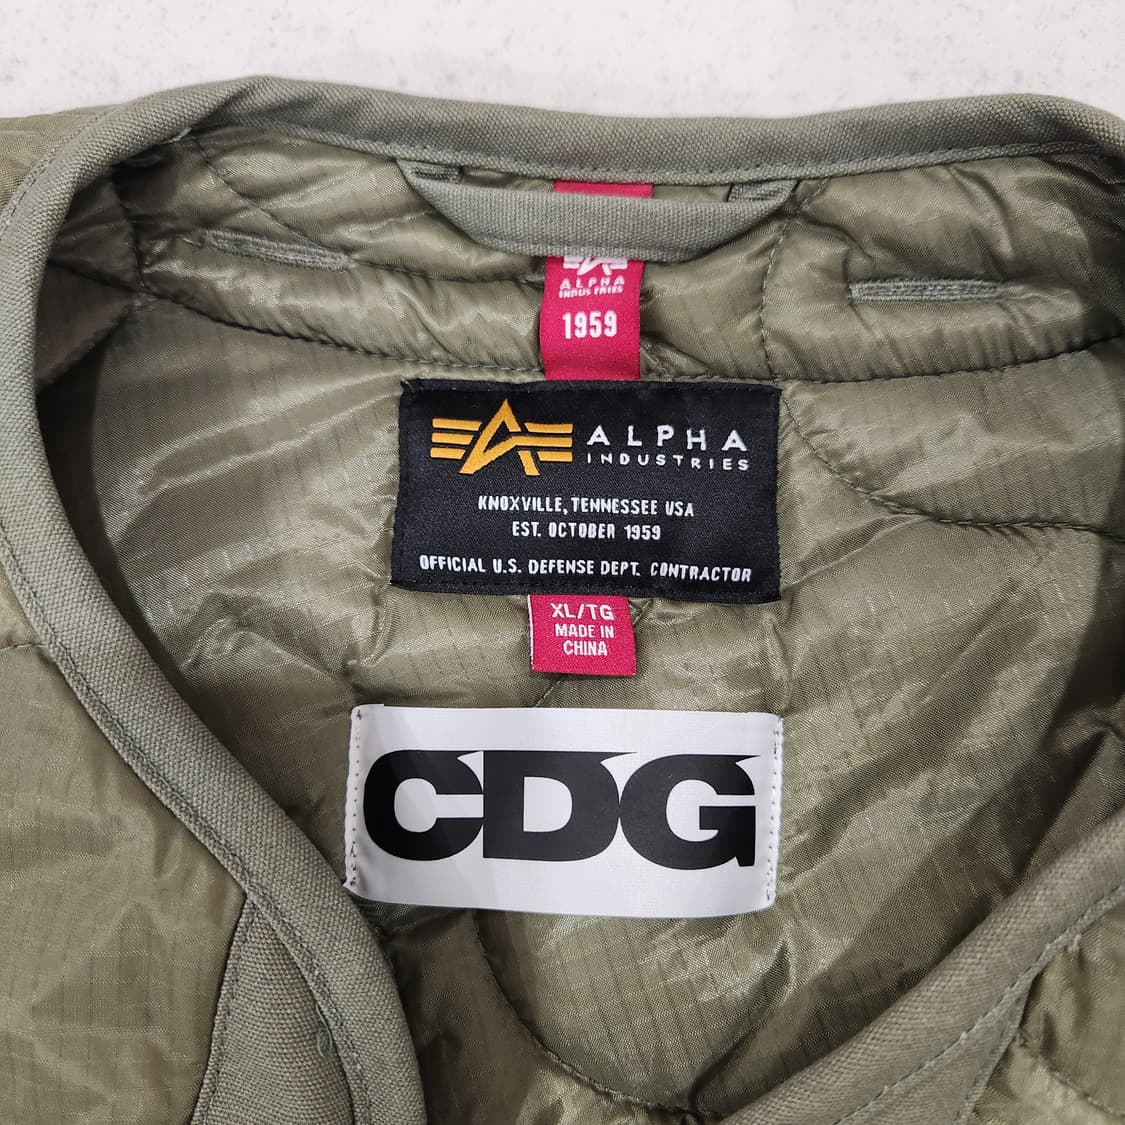 ALPHA
INDUSTRIES
1959
ALPHA
INDUSTRIES
KNOXVILLE, TENNESSEE USA
EST. OCTOBER 1959
OFFICIAL U.S. DEFENSE DEPT. CONTRACTOR
XL/TG
MADE IN
CHINA
CDG